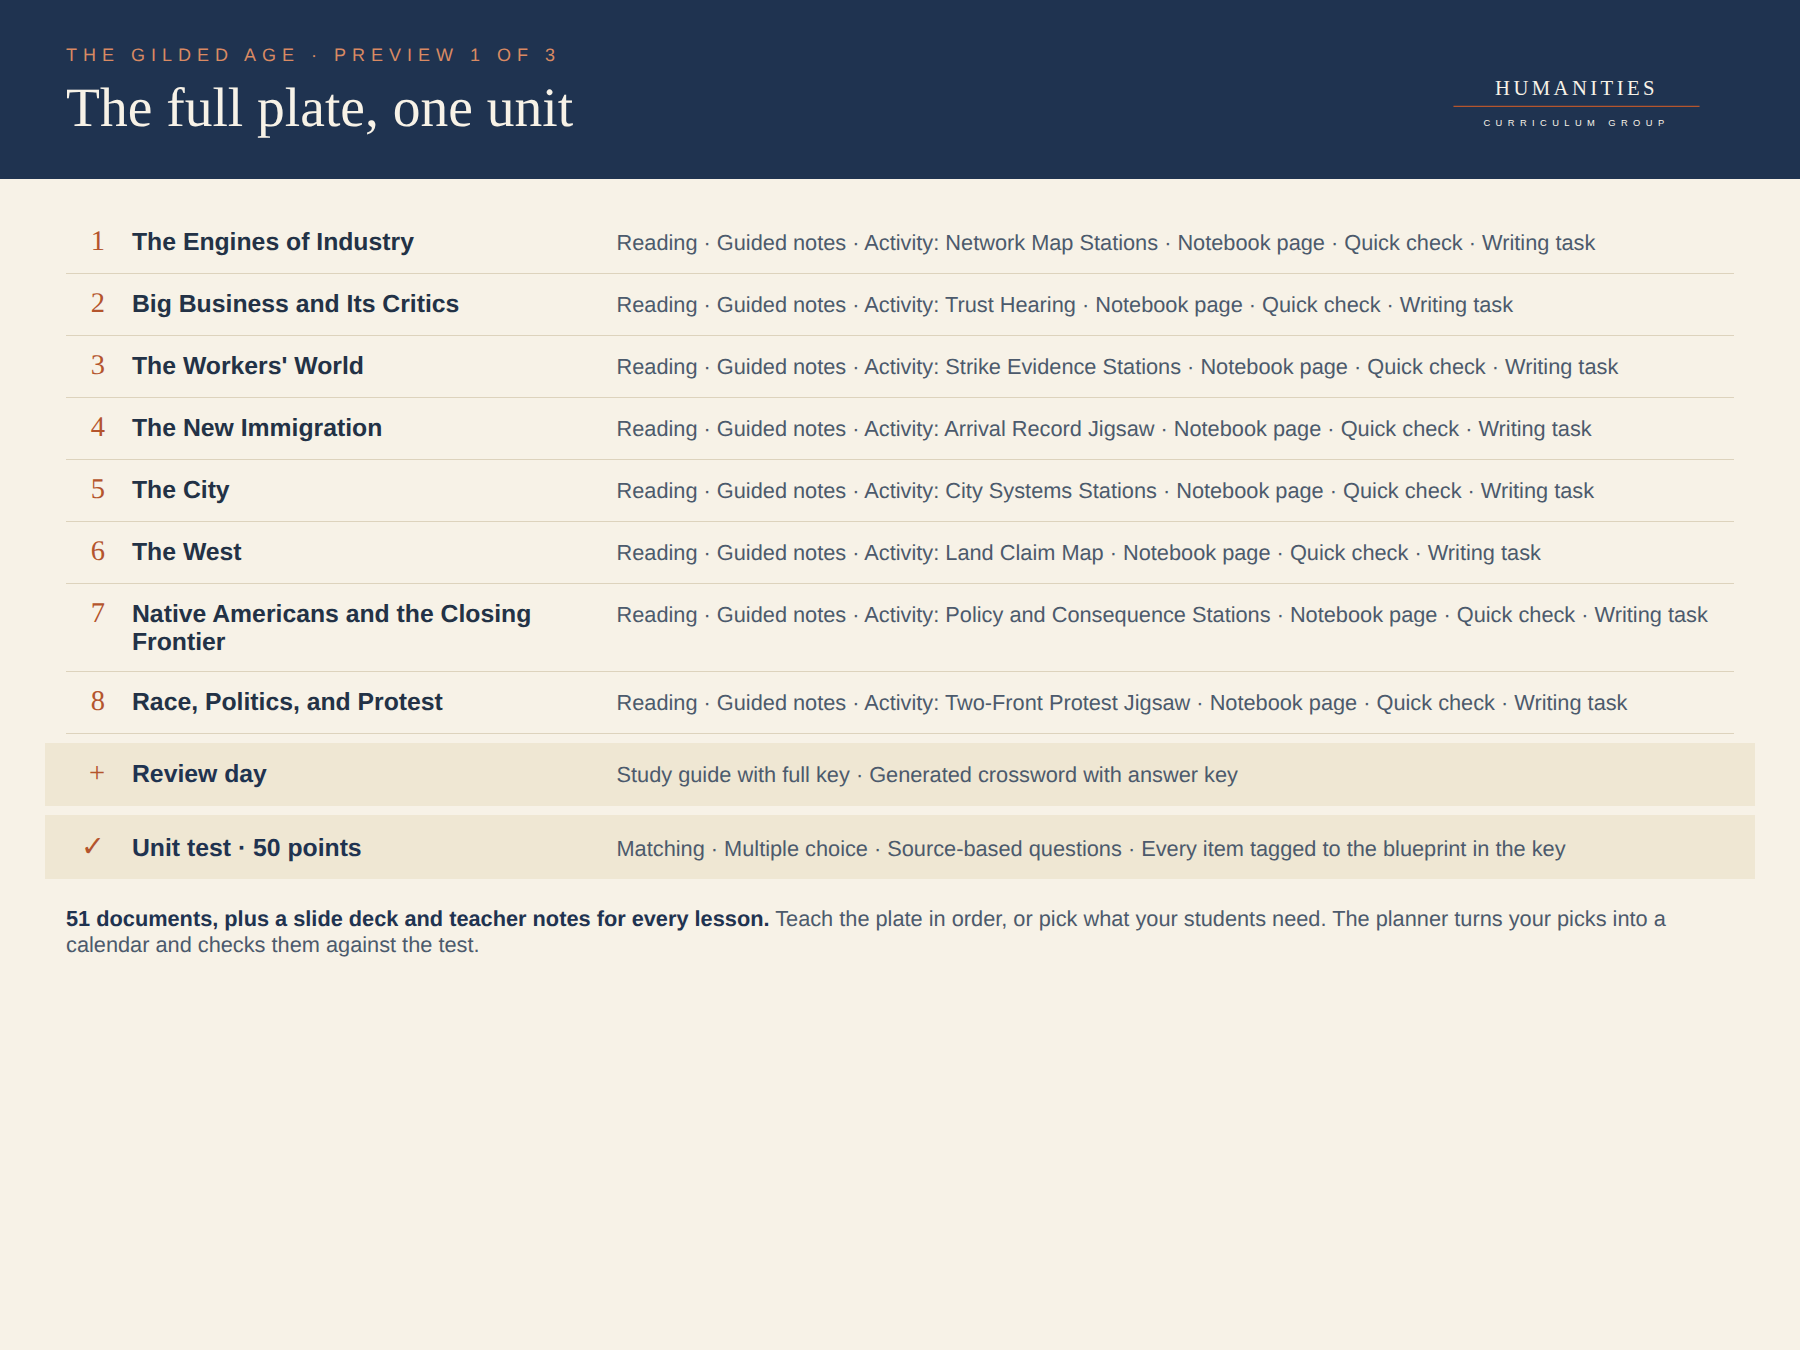 THE GILDED AGE · PREVIEW 1 OF 3
The full plate, one unit
HUMANITIES
CURRICULUM GROUP
1 The Engines of Industry Reading · Guided notes · Activity: Network Map Stations · Notebook page · Quick check · Writing task
2 Big Business and Its Critics Reading · Guided notes · Activity: Trust Hearing · Notebook page · Quick check · Writing task
3 The Workers' World Reading · Guided notes · Activity: Strike Evidence Stations · Notebook page · Quick check · Writing task
4 The New Immigration Reading · Guided notes · Activity: Arrival Record Jigsaw · Notebook page · Quick check · Writing task
5 The City Reading · Guided notes · Activity: City Systems Stations · Notebook page · Quick check · Writing task
6 The West Reading · Guided notes · Activity: Land Claim Map · Notebook page · Quick check · Writing task
7 Native Americans and the Closing Reading · Guided notes · Activity: Policy and Consequence Stations · Notebook page · Quick check · Writing task
Frontier
8 Race, Politics, and Protest Reading · Guided notes · Activity: Two-Front Protest Jigsaw · Notebook page · Quick check · Writing task
+ Review day Study guide with full key · Generated crossword with answer key
✓ Unit test · 50 points Matching · Multiple choice · Source-based questions · Every item tagged to the blueprint in the key
51 documents, plus a slide deck and teacher notes for every lesson. Teach the plate in order, or pick what your students need. The planner turns your picks into a
calendar and checks them against the test.